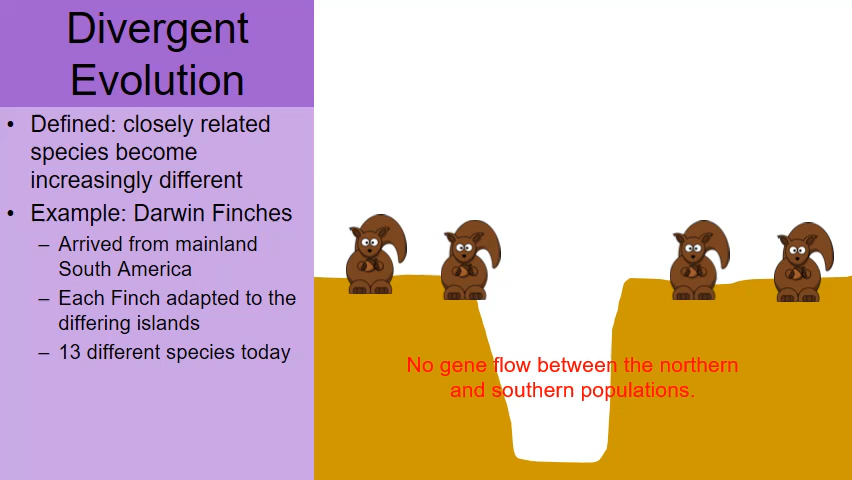 Divergent
Evolution
• Defined: closely related
species become
increasingly different
• Example: Darwin Finches
– Arrived from mainland
South America
– Each Finch adapted to the
differing islands
– 13 different species today
No gene flow between the northern
and southern populations.